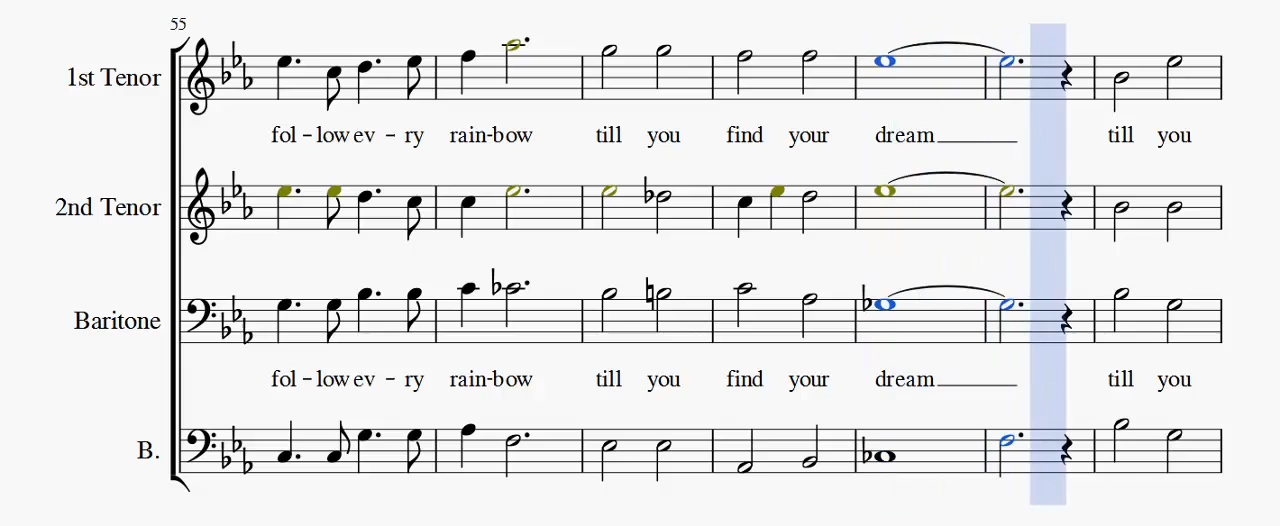 55
1st Tenor
fol - low ev - ry rain-bow till you find your dream till you
2nd Tenor
Baritone
fol - low ev - ry rain-bow till you find your dream till you
B.